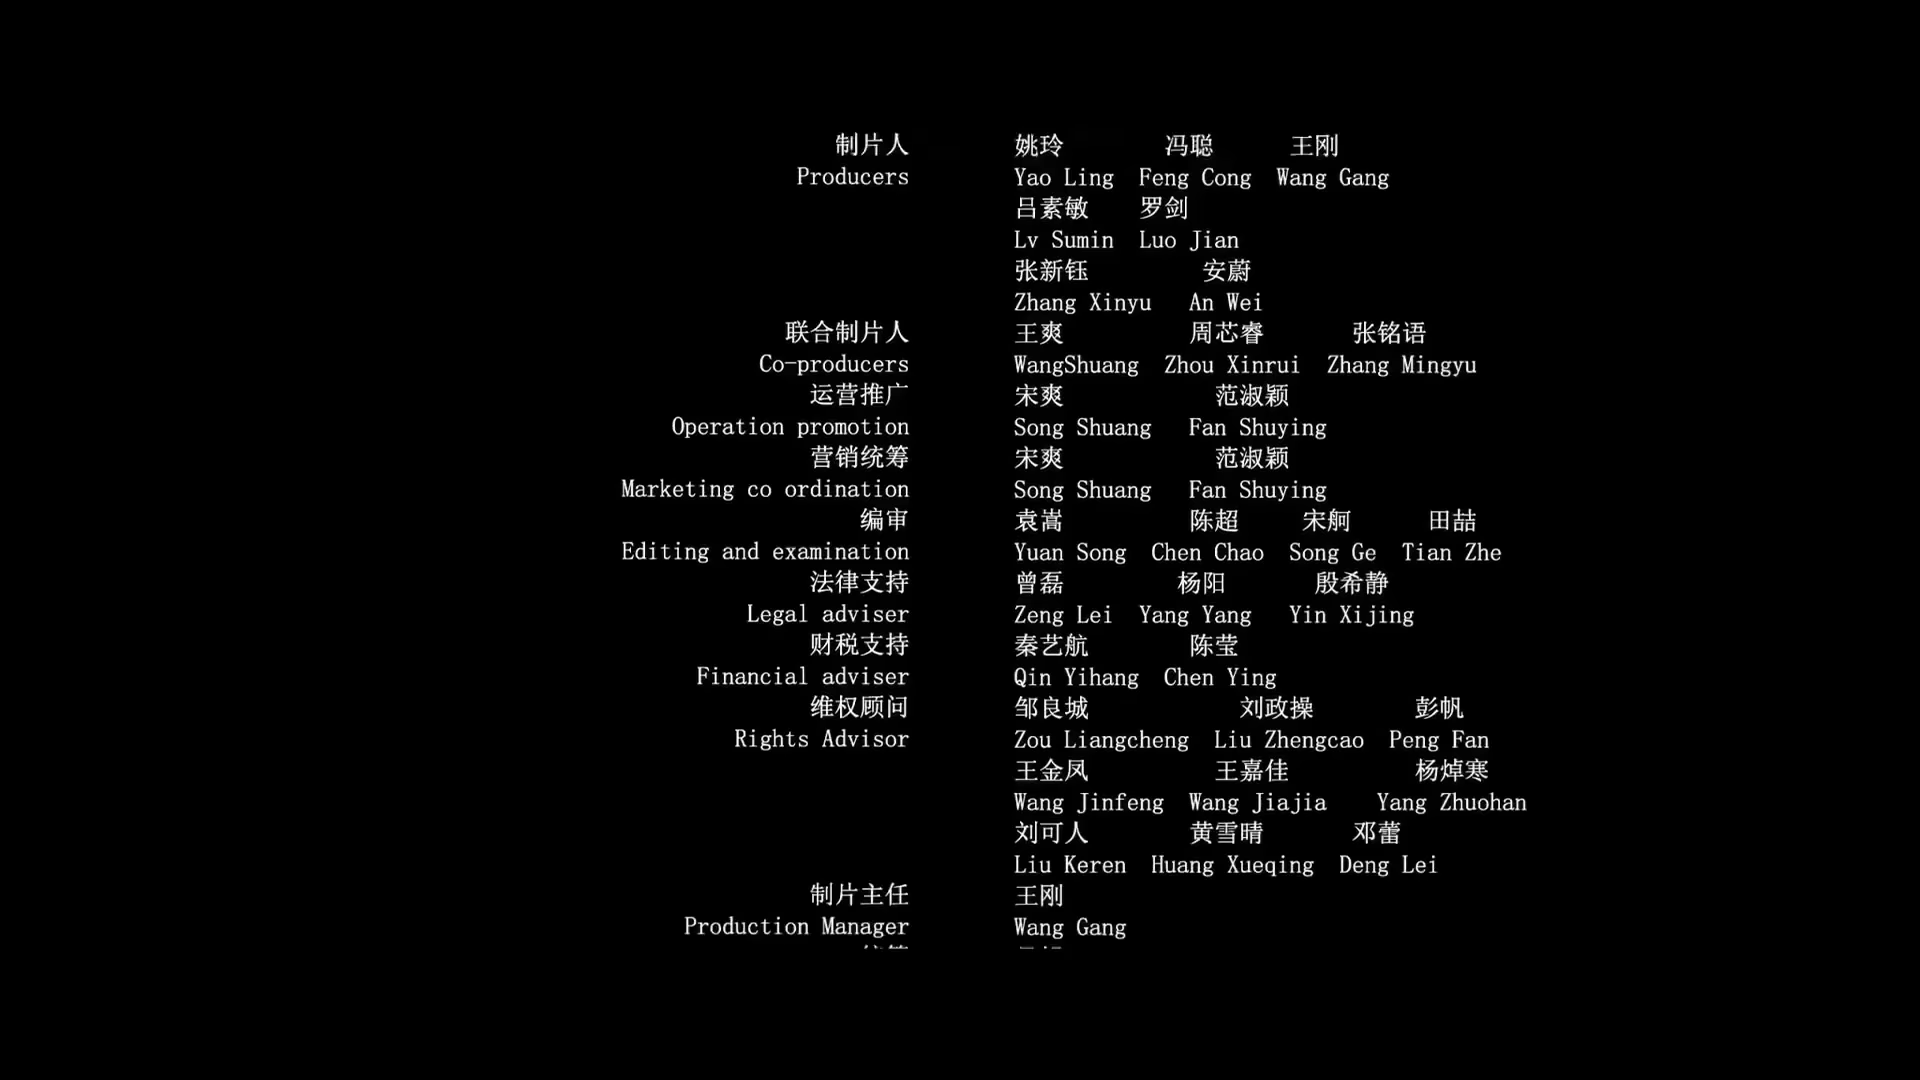 制片人 姚玲 冯聪 王刚
Producers Yao Ling Feng Cong Wang Gang
吕素敏 罗剑
Lv Sumin Luo Jian
张新钰 安蔚
Zhang Xinyu An Wei
联合制片人 王爽 周芯睿 张铭语
Co-producers WangShuang Zhou Xinrui Zhang Mingyu
运营推广 宋爽 范淑颖
Operation promotion Song Shuang Fan Shuying
营销统筹 宋爽 范淑颖
Marketing co ordination Song Shuang Fan Shuying
编审 袁嵩 陈超 宋舸 田喆
Editing and examination Yuan Song Chen Chao Song Ge Tian Zhe
法律支持 曾磊 杨阳 殷希静
Legal adviser Zeng Lei Yang Yang Yin Xijing
财税支持 秦艺航 陈莹
Financial adviser Qin Yihang Chen Ying
维权顾问 邹良城 刘政操 彭帆
Rights Advisor Zou Liangcheng Liu Zhengcao Peng Fan
王金凤 王嘉佳 杨焯寒
Wang Jinfeng Wang Jiajia Yang Zhuohan
刘可人 黄雪晴 邓蕾
Liu Keren Huang Xueqing Deng Lei
制片主任 王刚
Production Manager Wang Gang